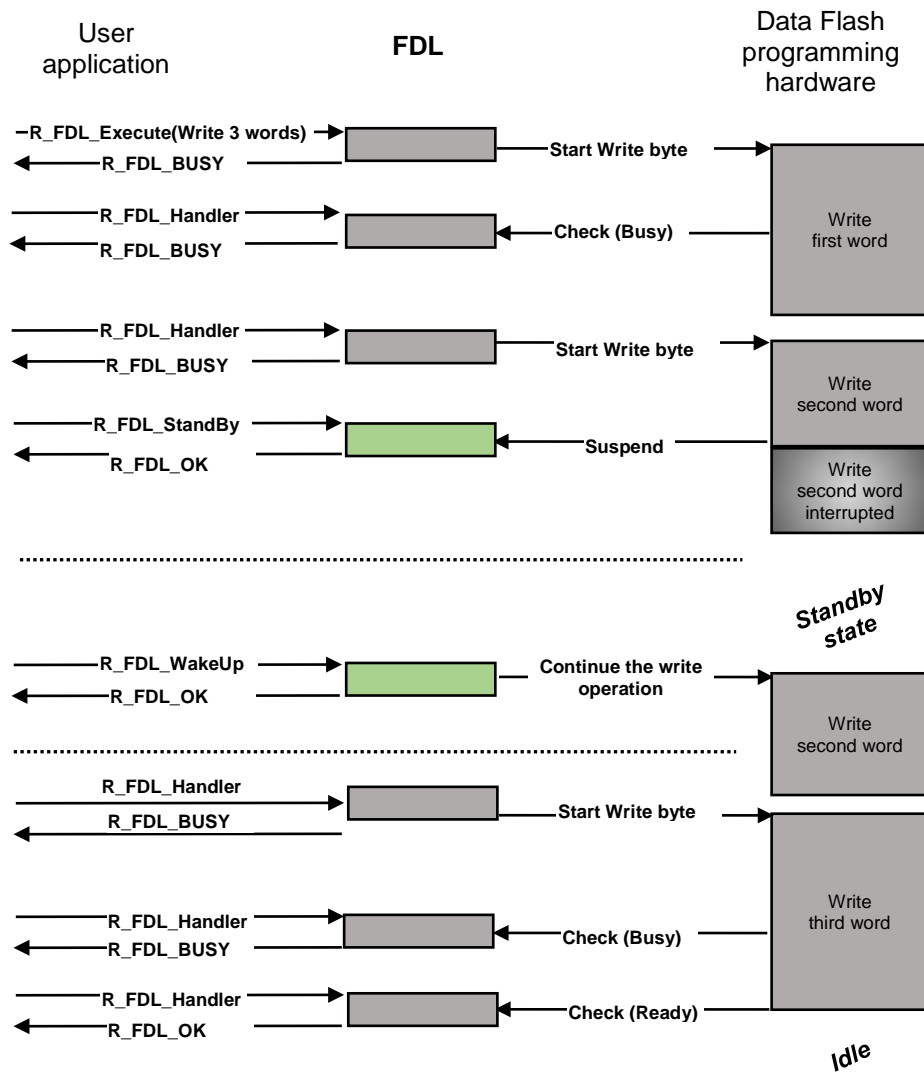 User
application
FDL
Data Flash
programming
hardware
R_FDL_Execute(Write 3 words)
R_FDL_BUSY
Start Write byte
Write
first word
R_FDL_Handler
R_FDL_BUSY
Check (Busy)
R_FDL_Handler
R_FDL_BUSY
Start Write byte
Write
second word
R_FDL_StandBy
R_FDL_OK
Suspend
Write
second word
interrupted
Standby
state
R_FDL_WakeUp
R_FDL_OK
Continue the write
operation
Write
second word
R_FDL_Handler
R_FDL_BUSY
Start Write byte
Write
third word
R_FDL_Handler
R_FDL_BUSY
Check (Busy)
R_FDL_Handler
R_FDL_OK
Check (Ready)
Idle